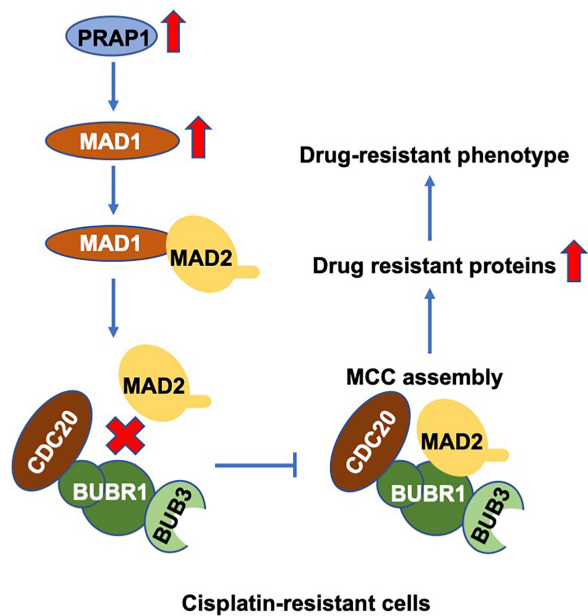 PRAP1
MAD1
MAD1
MAD2
MAD2
CDC20
BUBR1
BUB3
Drug-resistant phenotype
Drug resistant proteins
MCC assembly
CDC20
MAD2
BUBR1
BUB3
Cisplatin-resistant cells